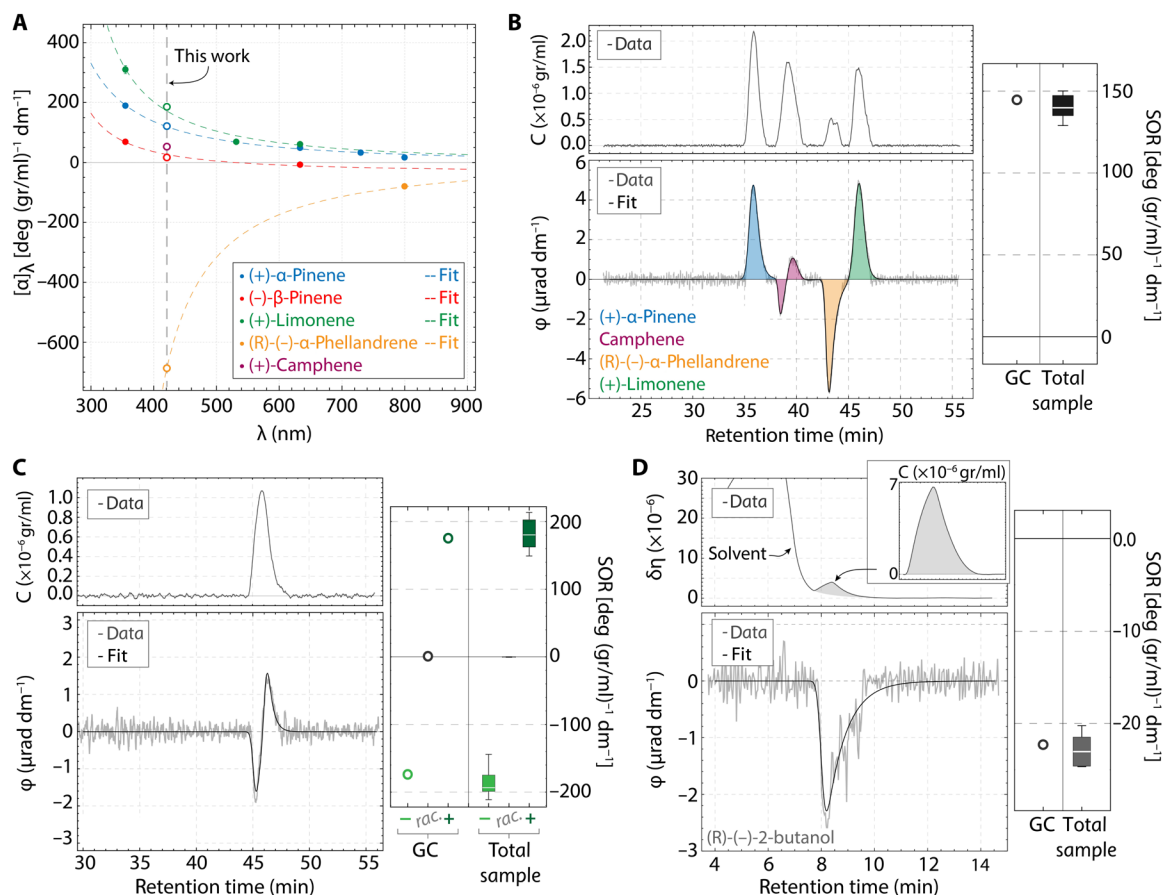 A
400
200
0
−200
−400
−600
[α]λ [deg (gr/ml)⁻¹ dm⁻¹]
This work
(+)-α-Pinene -- Fit
(−)-β-Pinene -- Fit
(+)-Limonene -- Fit
(R)-(−)-α-Phellandrene -- Fit
(+)-Camphene
300 400 500 600 700 800 900
λ (nm)
B
2.0
1.5
1.0
0.5
0.0
C (×10⁻⁶ gr/ml)
- Data
6
4
2
0
−2
−4
−6
φ (μrad dm⁻¹)
- Data
- Fit
(+)-α-Pinene
Camphene
(R)-(−)-α-Phellandrene
(+)-Limonene
25 30 35 40 45 50 55
Retention time (min)
150
100
50
0
SOR [deg (gr/ml)⁻¹ dm⁻¹]
GC Total
sample
C
1.0
0.8
0.6
0.4
0.2
0.0
C (×10⁻⁶ gr/ml)
- Data
3
2
1
0
−1
−2
−3
φ (μrad dm⁻¹)
- Data
- Fit
30 35 40 45 50 55
Retention time (min)
200
100
0
−100
−200
SOR [deg (gr/ml)⁻¹ dm⁻¹]
− rac. + − rac. +
GC Total
sample
D
30
20
10
0
δη (×10⁻⁶)
- Data
Solvent
C (×10⁻⁶ gr/ml)
7
0
0
−1
−2
−3
φ (μrad dm⁻¹)
- Data
- Fit
(R)-(−)-2-butanol
4 6 8 10 12 14
Retention time (min)
0.0
−10
−20
SOR [deg (gr/ml)⁻¹ dm⁻¹]
GC Total
sample